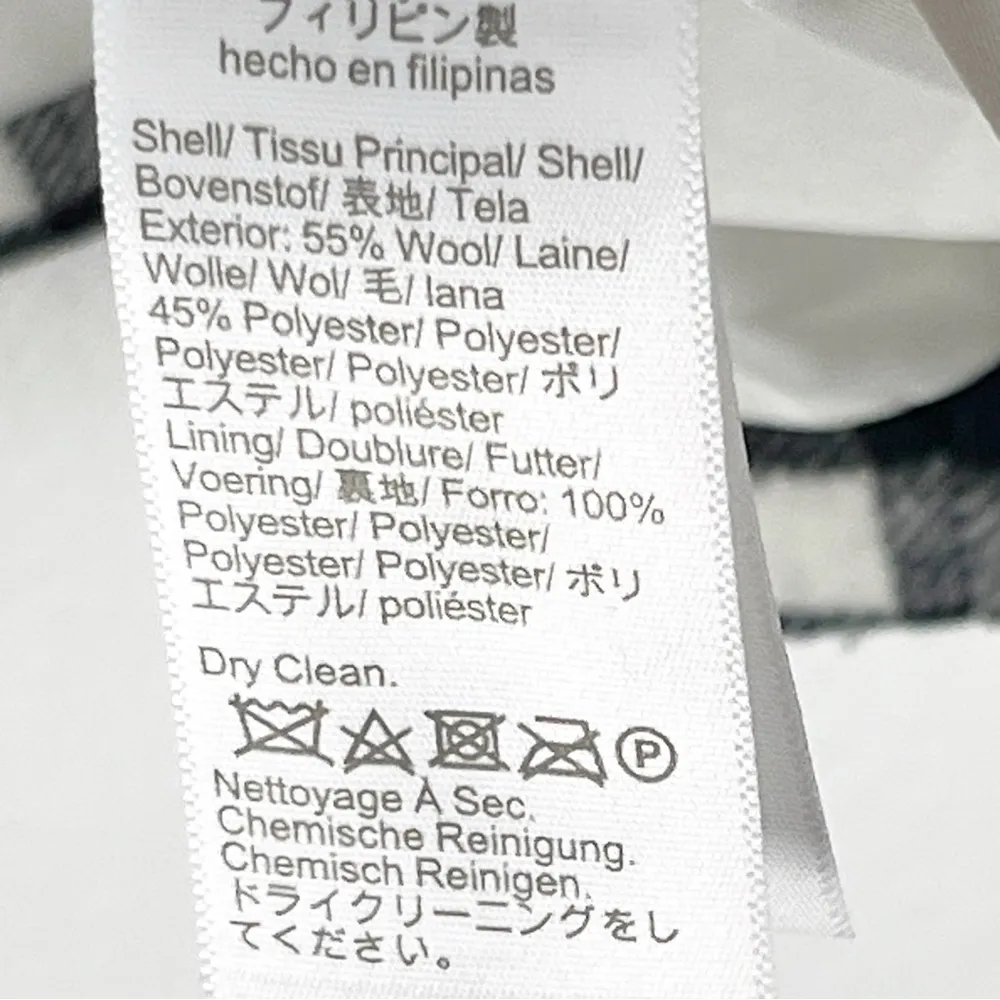 フィリピン製
hecho en filipinas
Shell/ Tissu Principal/ Shell/
Bovenstof/ 表地/ Tela
Exterior: 55% Wool/ Laine/
Wolle/ Wol/ 毛/ lana
45% Polyester/ Polyester/
Polyester/ Polyester/ ポリ
エステル/ poliéster
Lining/ Doublure/ Futter/
Voering/ 裏地/ Forro: 100%
Polyester/ Polyester/
Polyester/ Polyester/ ポリ
エステル/ poliéster
Dry Clean.
P
Nettoyage À Sec.
Chemische Reinigung.
Chemisch Reinigen.
ドライクリーニングをし
てください。